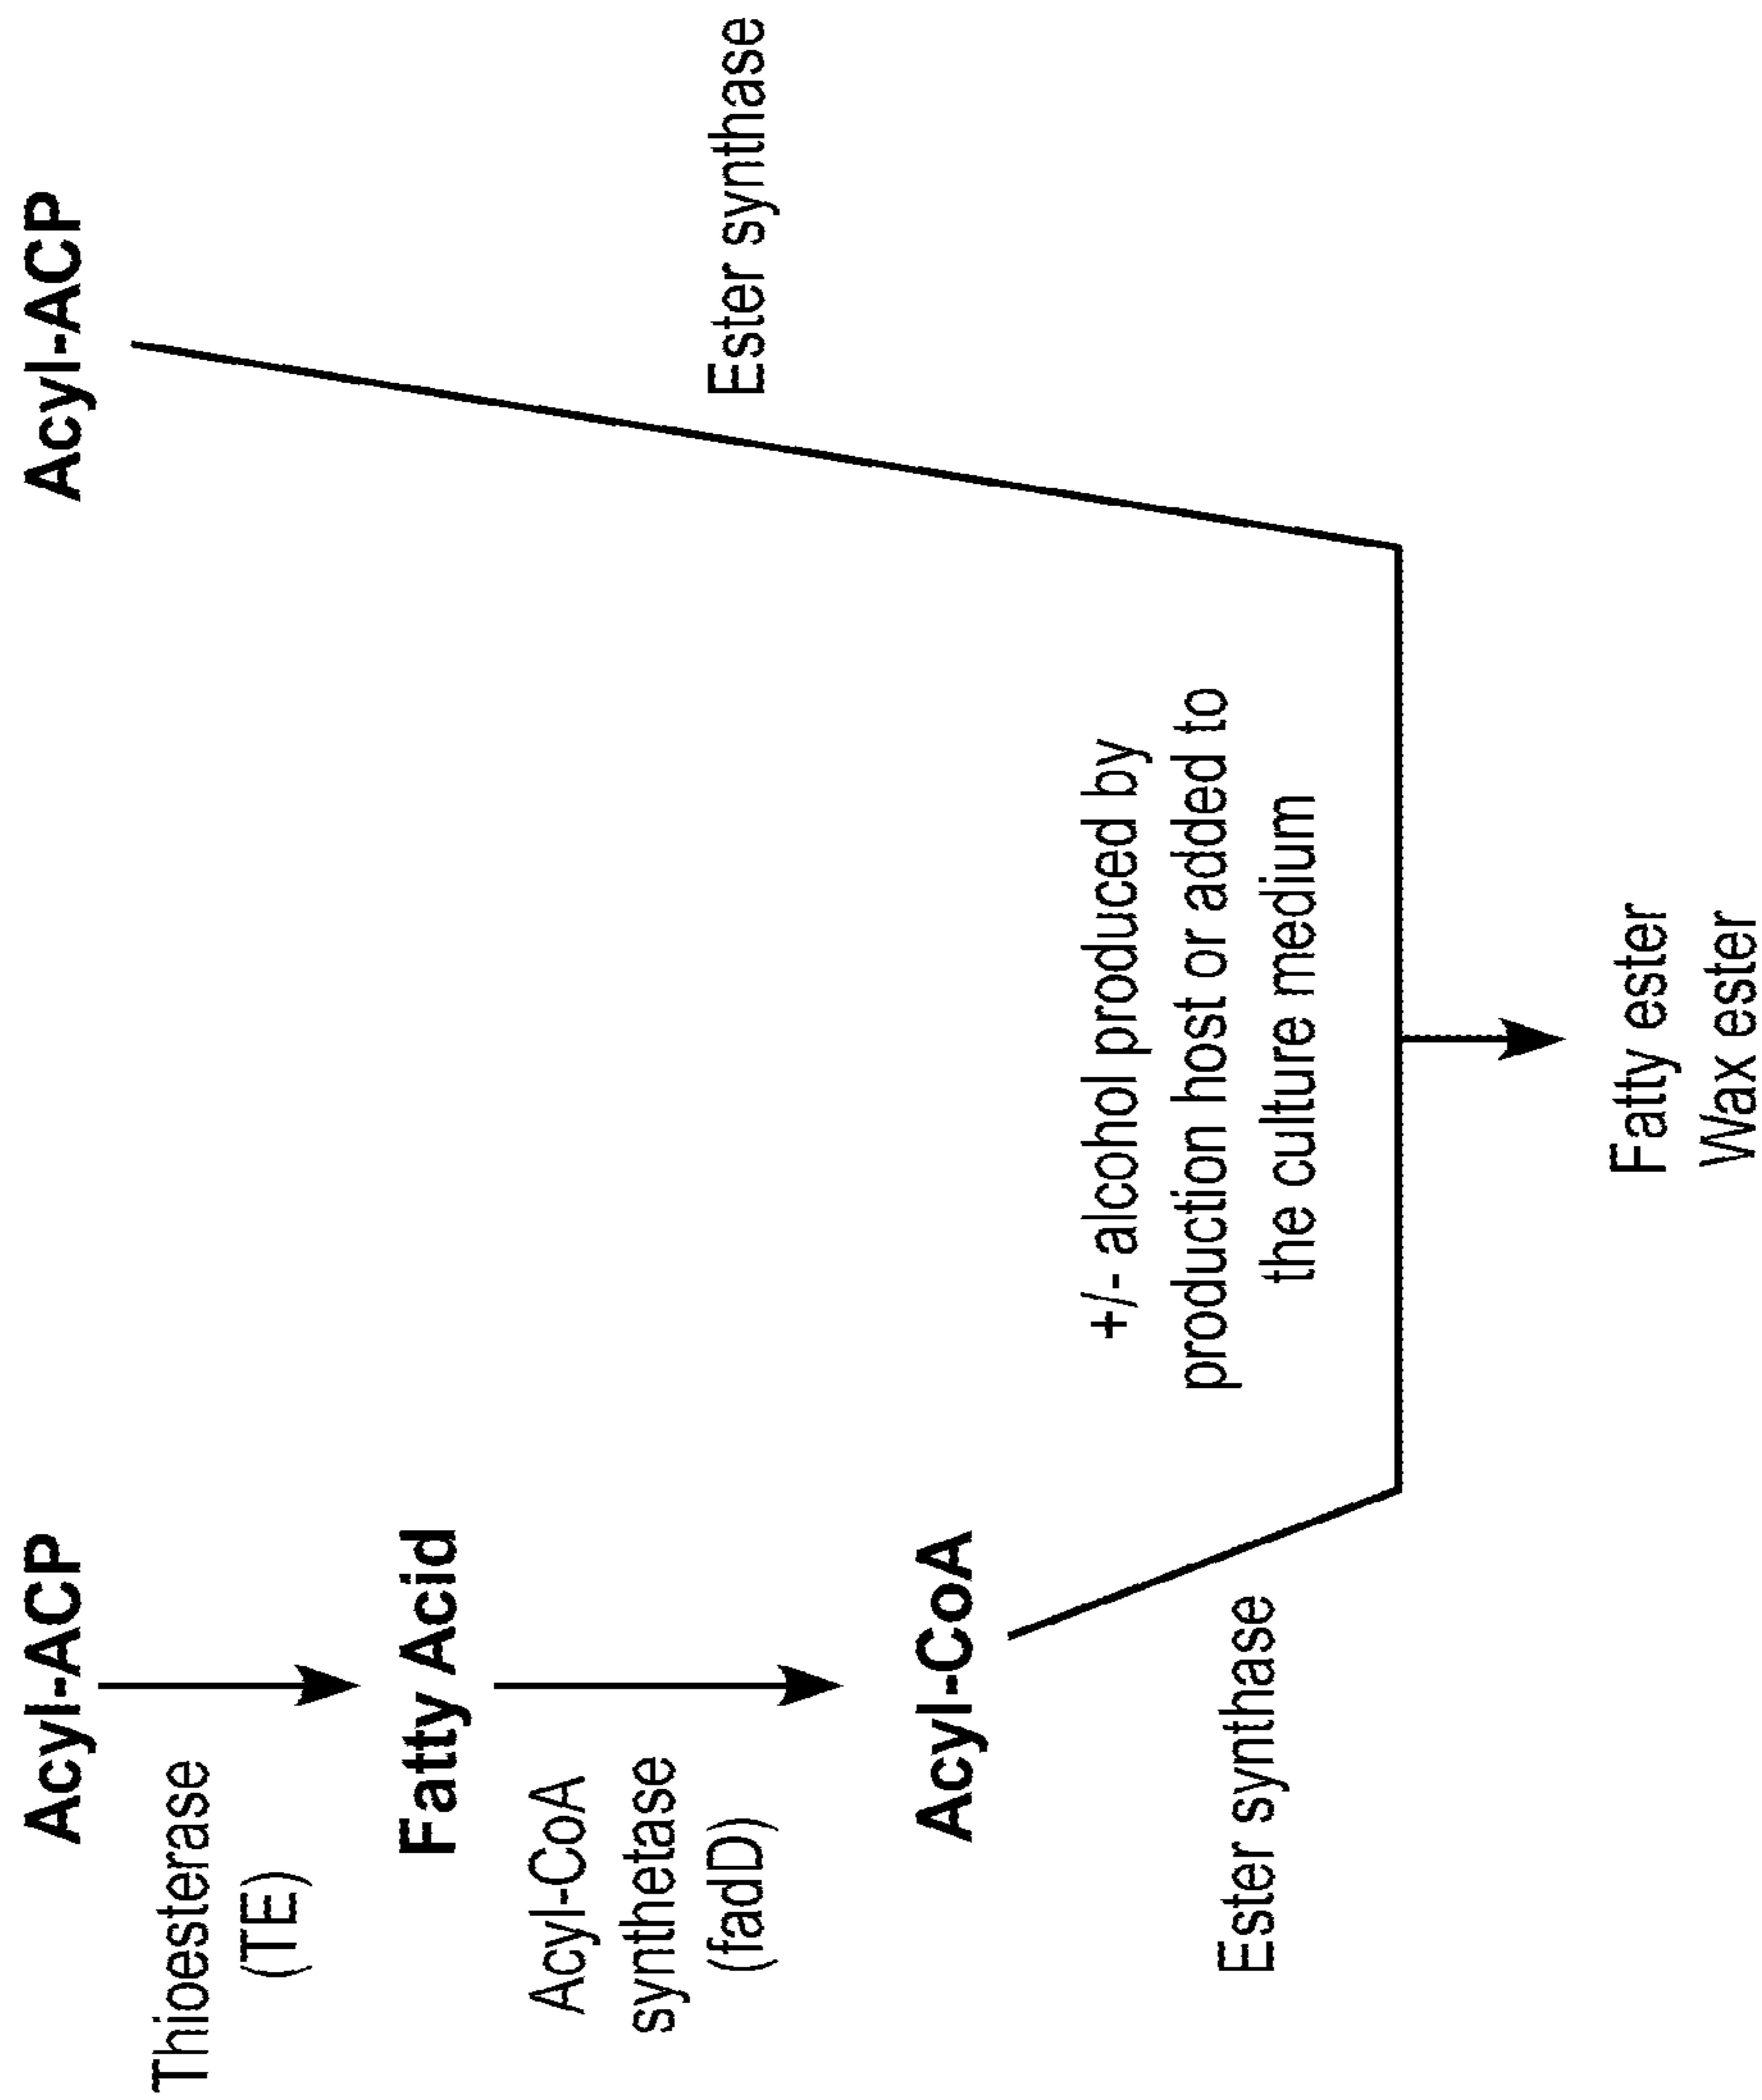 Acyl-ACP
Thioesterase
(TE)
Fatty Acid
Acyl-CoA
synthetase
(fadD)
Acyl-CoA
Ester synthase
+/- alcohol produced by
production host or added to
the culture medium
Acyl-ACP
Ester synthase
Fatty ester
Wax ester